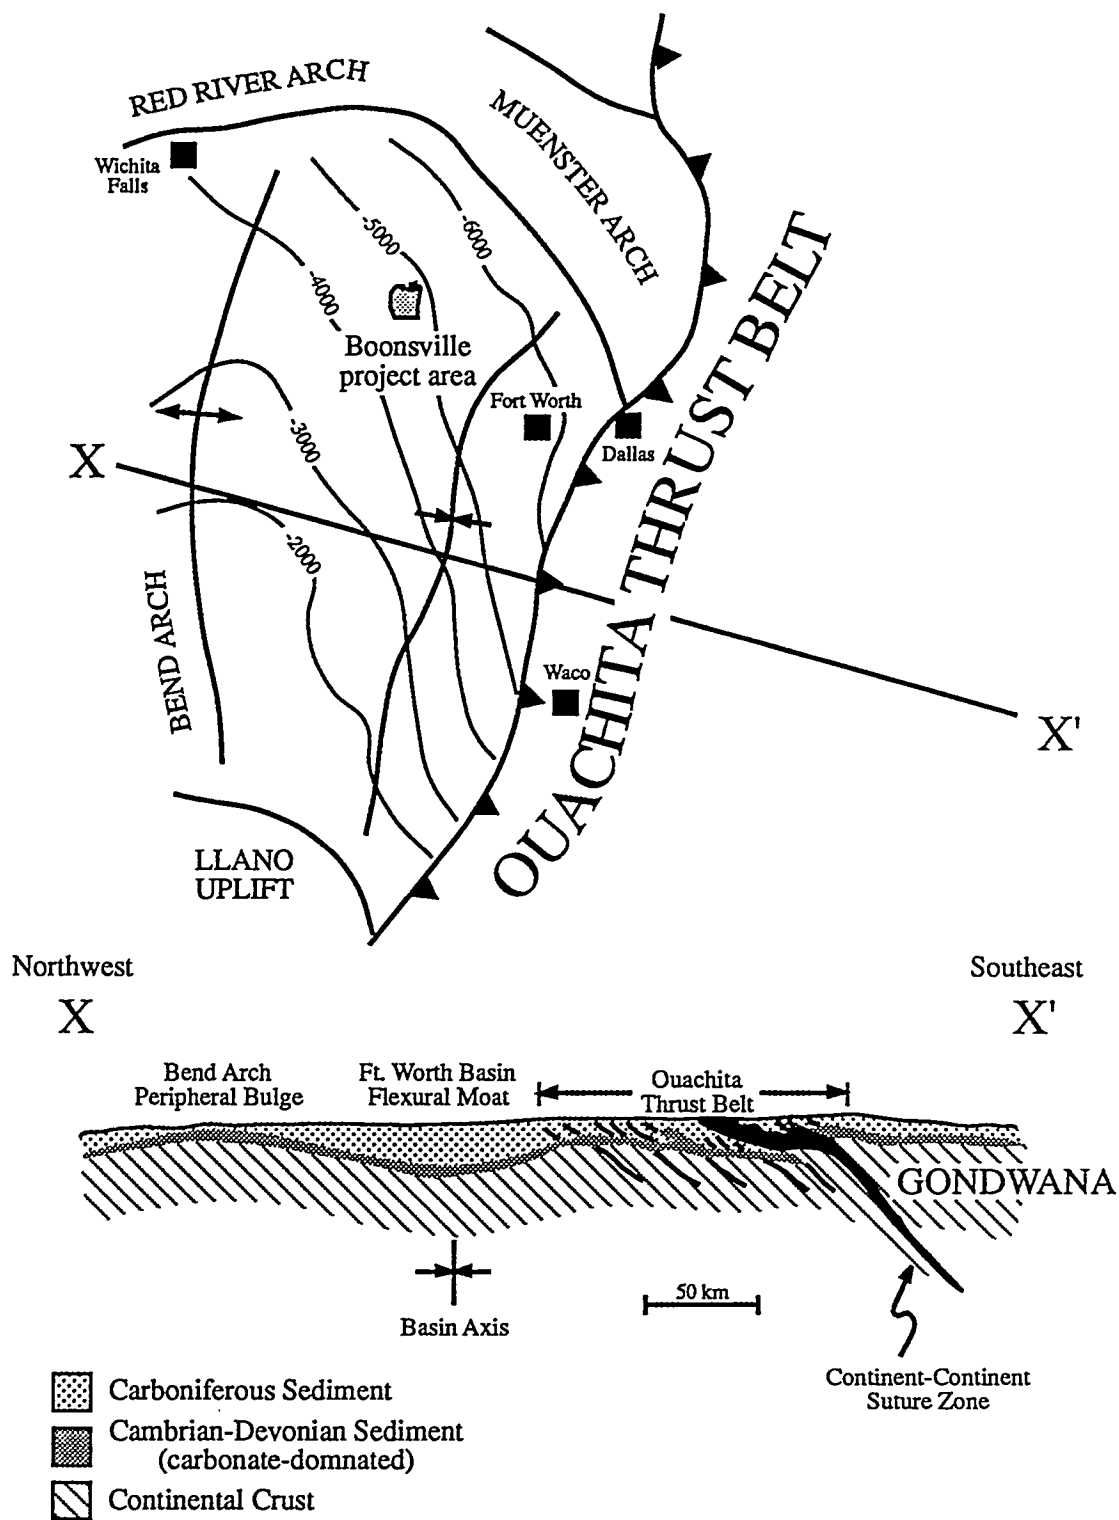 RED RIVER ARCH
MUENSTER ARCH
Wichita
Falls
-6000
-5000
-4000
Boonsville
project area
Fort Worth
Dallas
-3000
X
-2000
BEND ARCH
OUACHITA THRUST BELT
Waco
X'
LLANO
UPLIFT
Northwest
X
Southeast
X'
Bend Arch
Peripheral Bulge
Ft. Worth Basin
Flexural Moat
Ouachita
Thrust Belt
GONDWANA
50 km
Basin Axis
Continent-Continent
Suture Zone
Carboniferous Sediment
Cambrian-Devonian Sediment
(carbonate-domnated)
Continental Crust